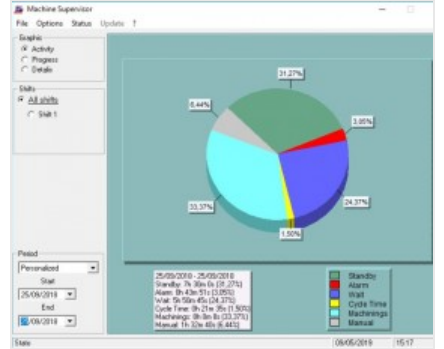 Machine Supervisor
File Options Status Update ?
Graphic
Activity
Progress
Details
Shifts
All shifts
Shift 1
31,27%
3,05%
6,44%
24,37%
33,37%
1,50%
Period
Personalized
Start
25/09/2018
End
/09/2018
25/09/2018 - 25/09/2018
Standby: 7h 30m 0s (31,27%)
Alarm: 0h 43m 51s (3,05%)
Wait: 5h 50m 45s (24,37%)
Cycle Time: 0h 21m 35s (1,50%)
Machinings: 8h 0m 8s (33,37%)
Manual: 1h 32m 40s (6,44%)
Standby
Alarm
Wait
Cycle Time
Machinings
Manual
State
09/05/2019
15:17